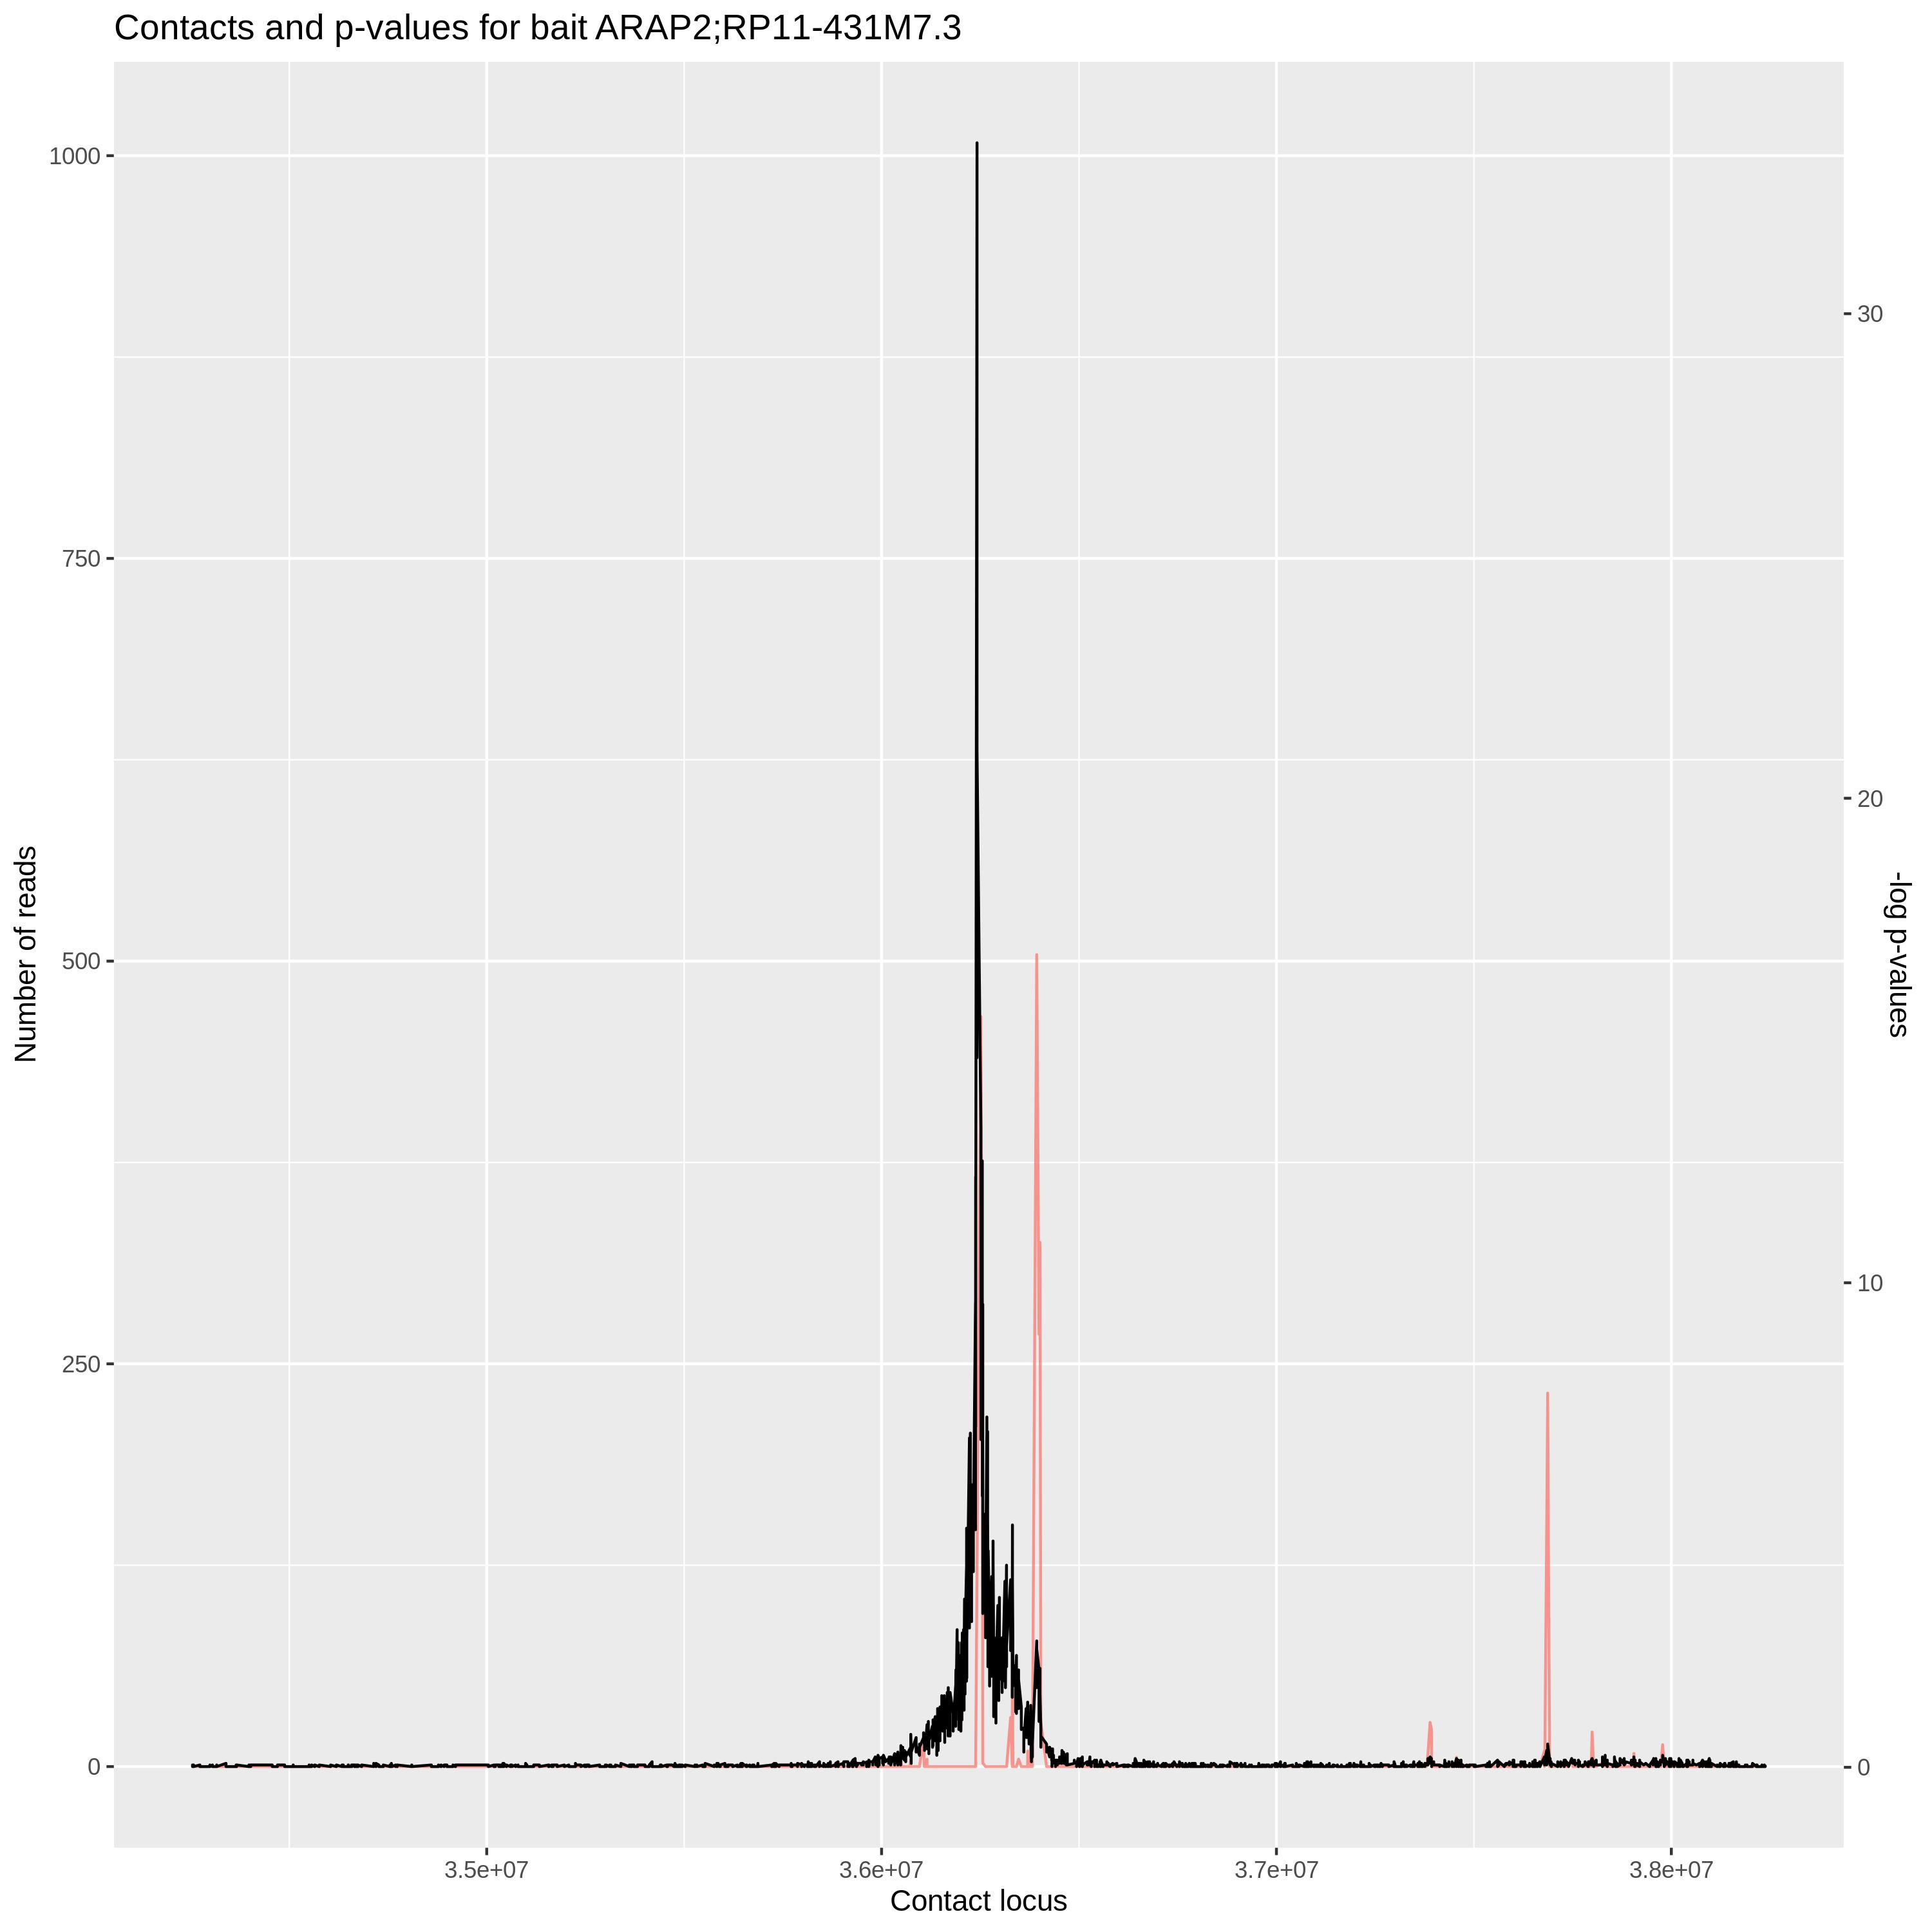 Contacts and p-values for bait ARAP2;RP11-431M7.3
1000
750
500
250
0
Number of reads
30
20
10
0
-log p-values
3.5e+07
3.6e+07
3.7e+07
3.8e+07
Contact locus